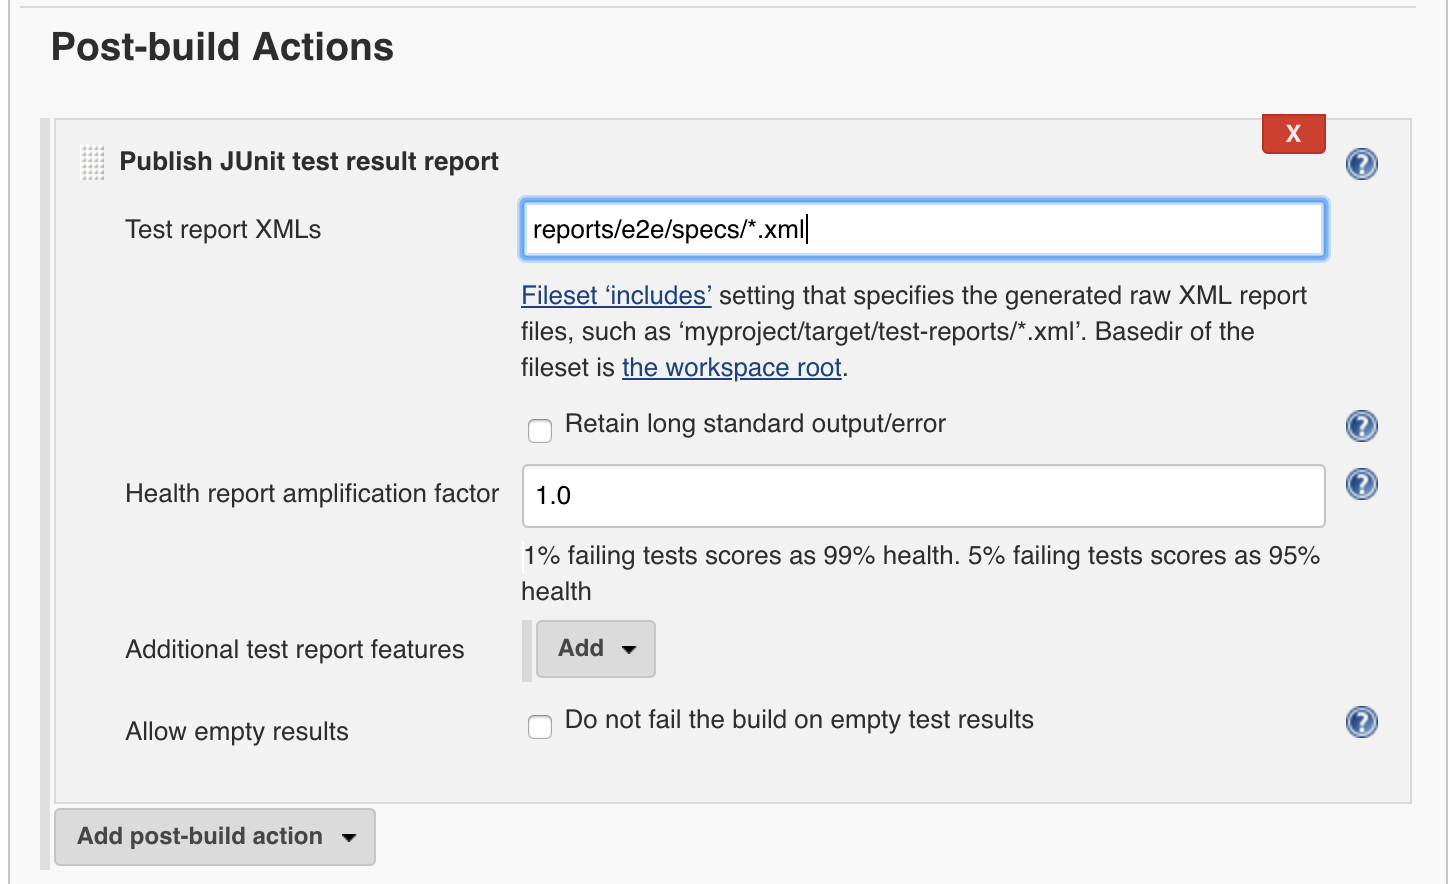 Post-build Actions
X
Publish JUnit test result report
?
Test report XMLs
reports/e2e/specs/*.xml
Fileset ‘includes’ setting that specifies the generated raw XML report
files, such as ‘myproject/target/test-reports/*.xml’. Basedir of the
fileset is the workspace root.
Retain long standard output/error
?
Health report amplification factor
1.0
?
1% failing tests scores as 99% health. 5% failing tests scores as 95%
health
Additional test report features
Add
Allow empty results
Do not fail the build on empty test results
?
Add post-build action